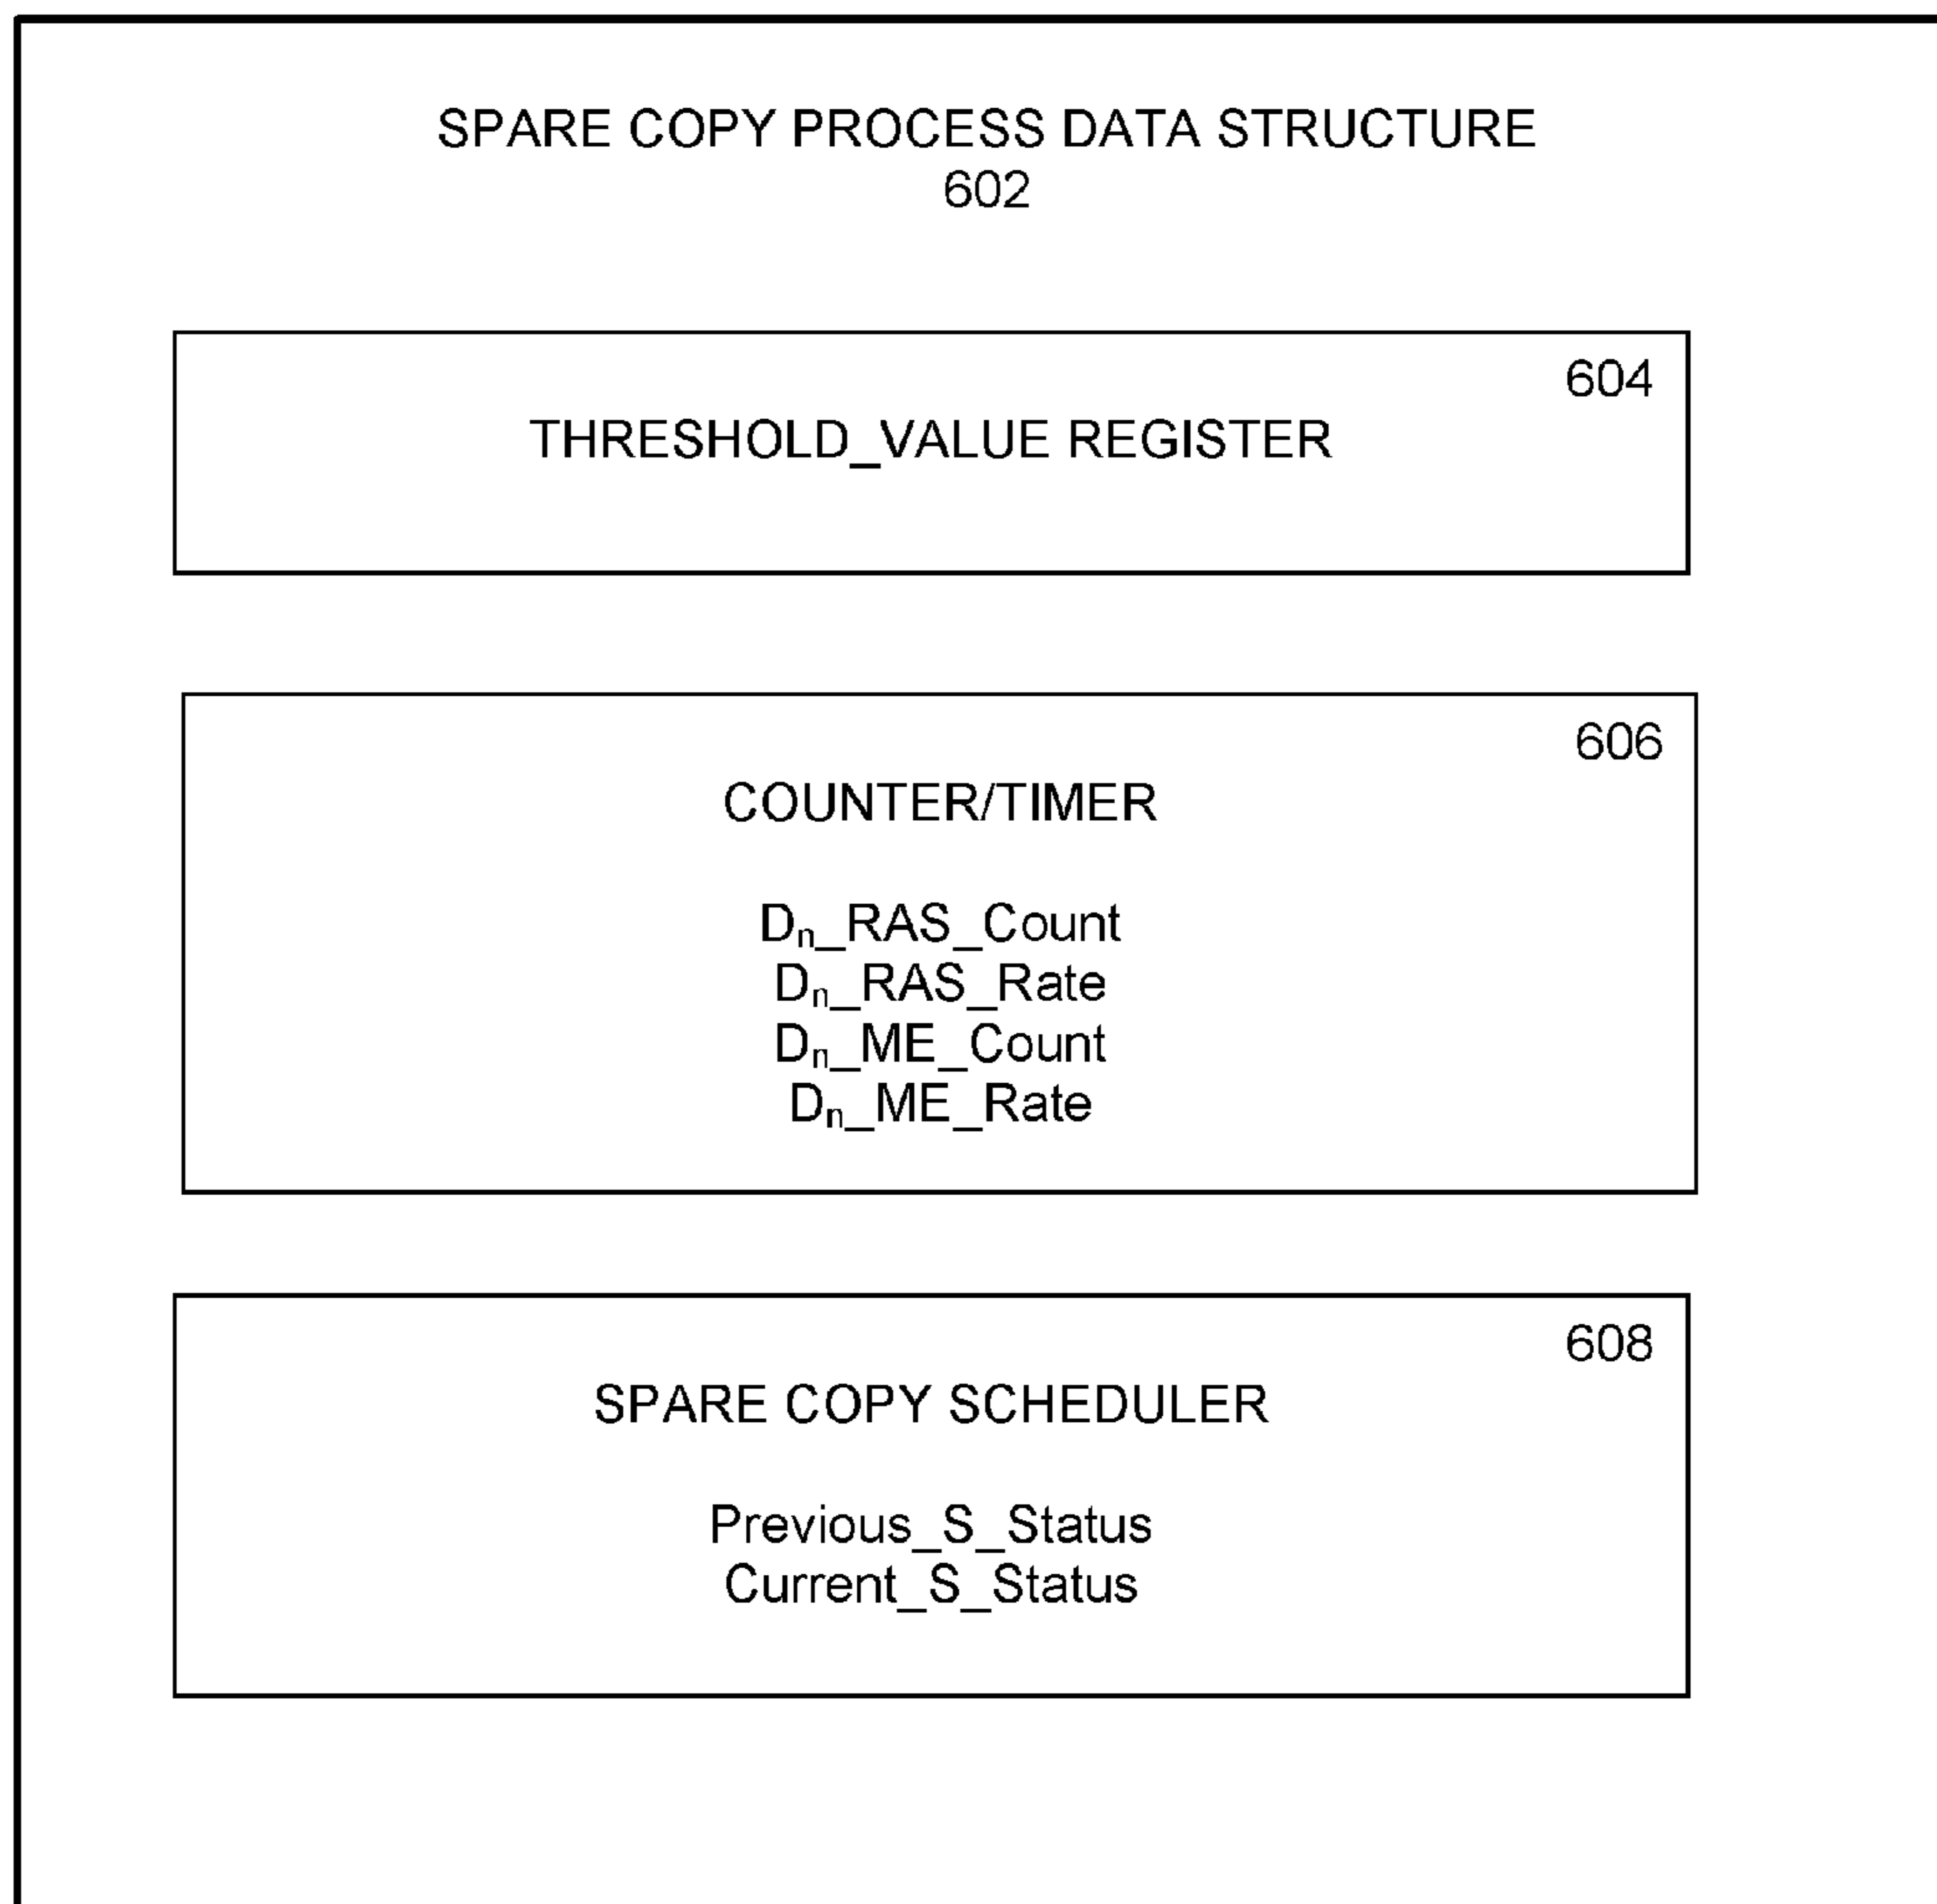 SPARE COPY PROCESS DATA STRUCTURE
602
604
THRESHOLD_VALUE REGISTER
606
COUNTER/TIMER
Dₙ_RAS_Count
Dₙ_RAS_Rate
Dₙ_ME_Count
Dₙ_ME_Rate
608
SPARE COPY SCHEDULER
Previous_S_Status
Current_S_Status